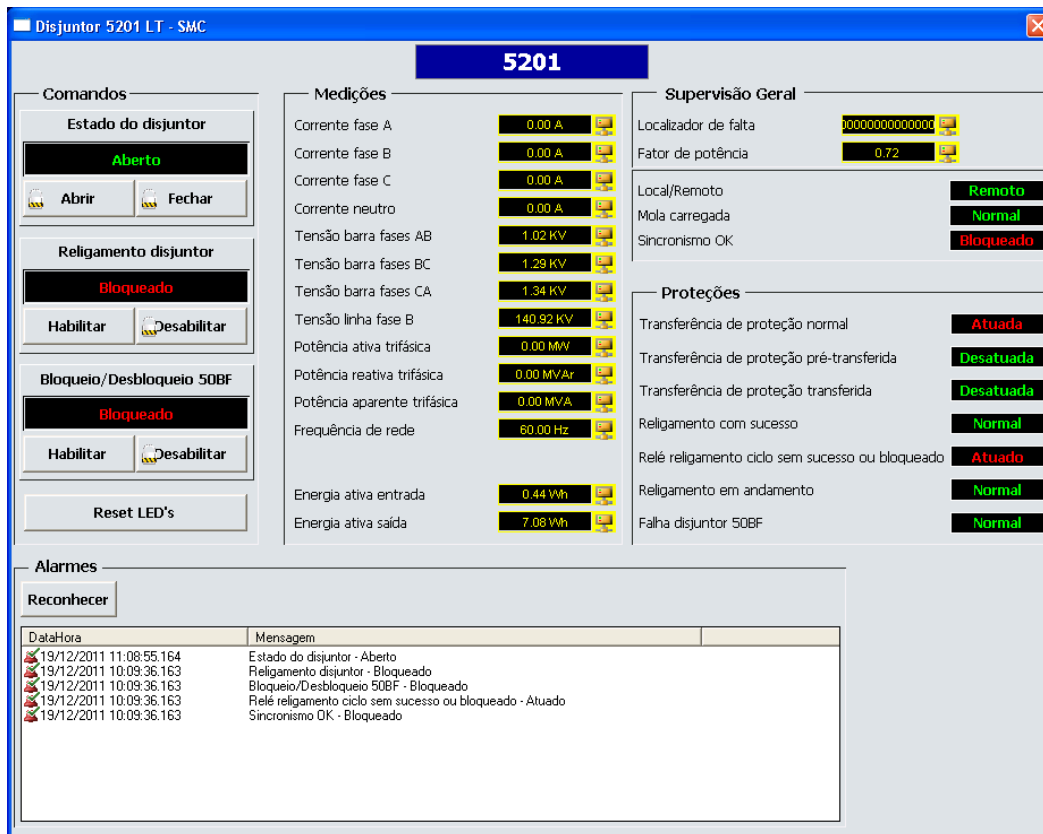 Disjuntor 5201 LT - SMC
5201
Comandos
Estado do disjuntor
Aberto
Abrir
Fechar
Religamento disjuntor
Bloqueado
Habilitar
Desabilitar
Bloqueio/Desbloqueio 50BF
Bloqueado
Habilitar
Desabilitar
Reset LED's
Medições
Corrente fase A 0.00 A
Corrente fase B 0.00 A
Corrente fase C 0.00 A
Corrente neutro 0.00 A
Tensão barra fases AB 1.02 KV
Tensão barra fases BC 1.29 KV
Tensão barra fases CA 1.34 KV
Tensão linha fase B 140.92 KV
Potência ativa trifásica 0.00 MW
Potência reativa trifásica 0.00 MVAr
Potência aparente trifásica 0.00 MVA
Frequência de rede 60.00 Hz
Energia ativa entrada 0.44 Wh
Energia ativa saída 7.08 Wh
Supervisão Geral
Localizador de falta
Fator de potência 0.72
Local/Remoto Remoto
Mola carregada Normal
Sincronismo OK Bloqueado
Proteções
Transferência de proteção normal Atuada
Transferência de proteção pré-transferida Desatuada
Transferência de proteção transferida Desatuada
Religamento com sucesso Normal
Relé religamento ciclo sem sucesso ou bloqueado Atuado
Religamento em andamento Normal
Falha disjuntor 50BF Normal
Alarmes
Reconhecer
DataHora Mensagem
19/12/2011 11:08:55.164 Estado do disjuntor - Aberto
19/12/2011 10:09:36.163 Religamento disjuntor - Bloqueado
19/12/2011 10:09:36.163 Bloqueio/Desbloqueio 50BF - Bloqueado
19/12/2011 10:09:36.163 Relé religamento ciclo sem sucesso ou bloqueado - Atuado
19/12/2011 10:09:36.163 Sincronismo OK - Bloqueado